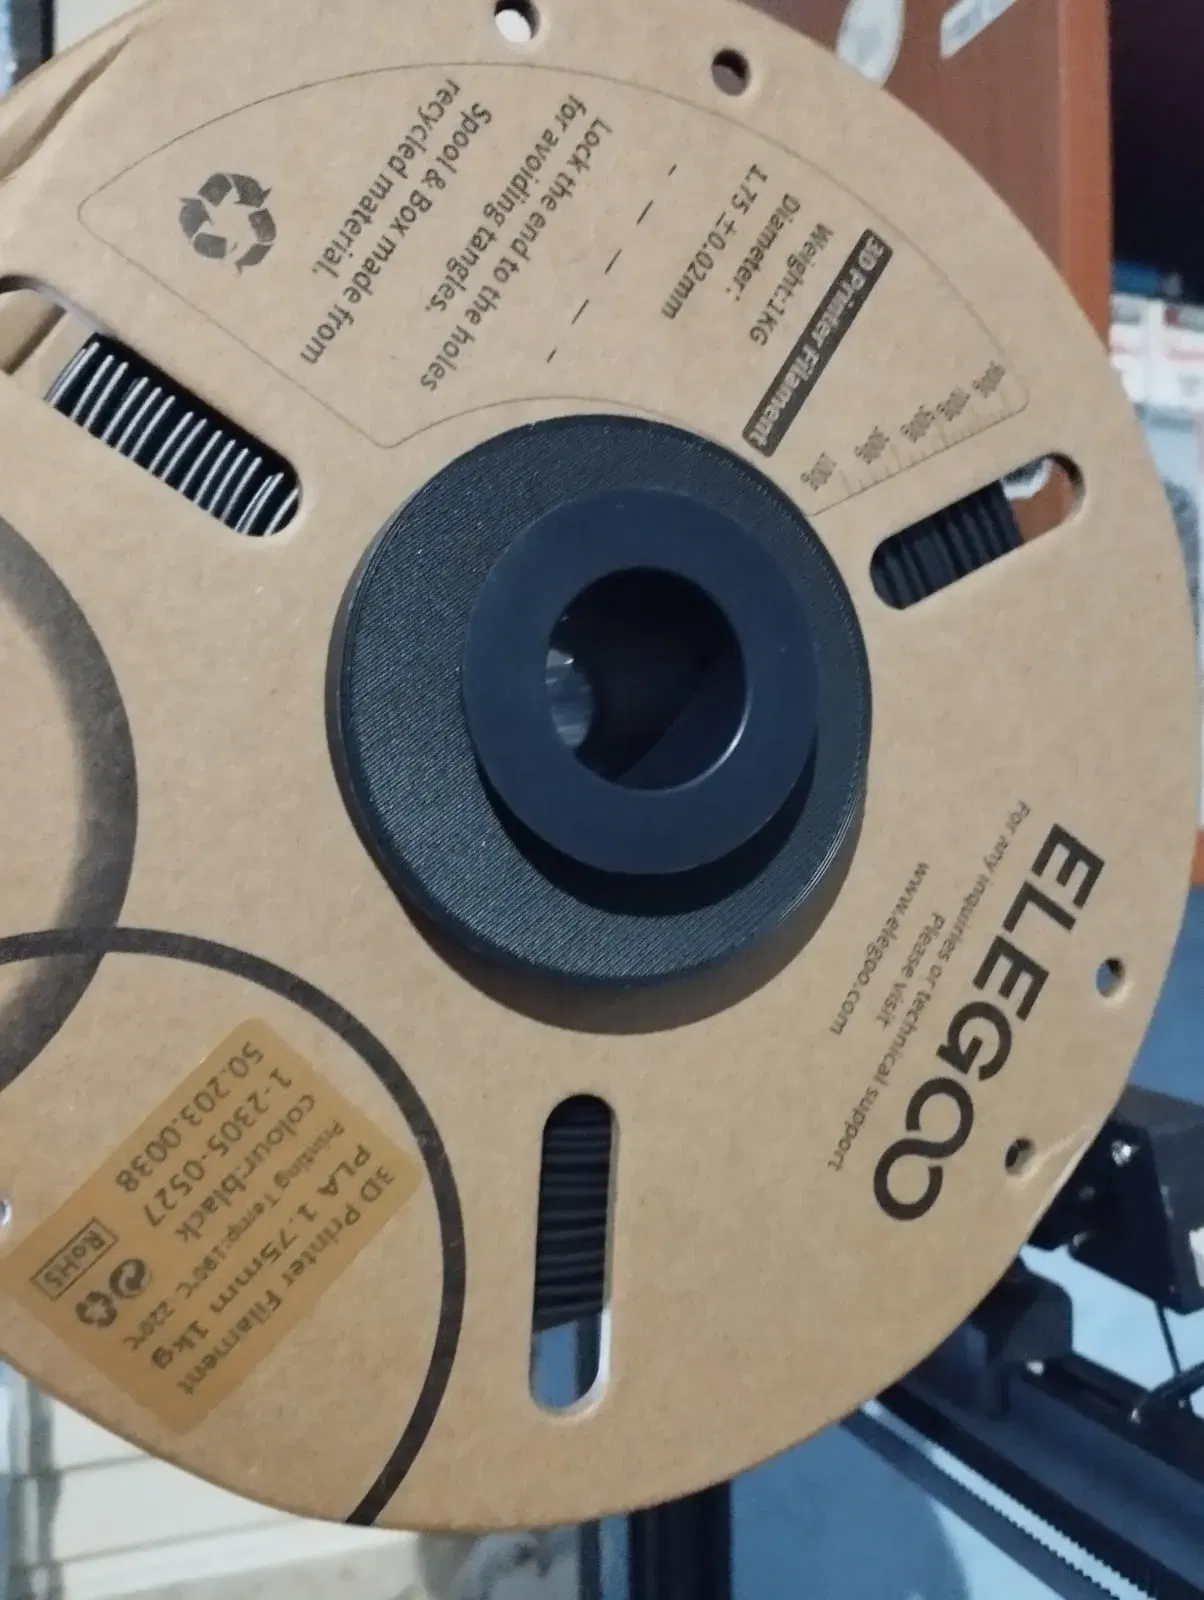 3D Printer Filament
Weight:1KG
Diameter:
1.75 ±0.02mm
Lock the end to the holes
for avoiding tangles.
Spool & Box made from
recycled material.
100g
300g
500g
ELEGOO
For any inquiries or technical support
Please visit
www.elegoo.com
3D Printer Filament
PLA 1.75mm 1kg
Printing Temp:190℃ 220℃
colour:black
1-2305-0527
50.203.0038
RoHS